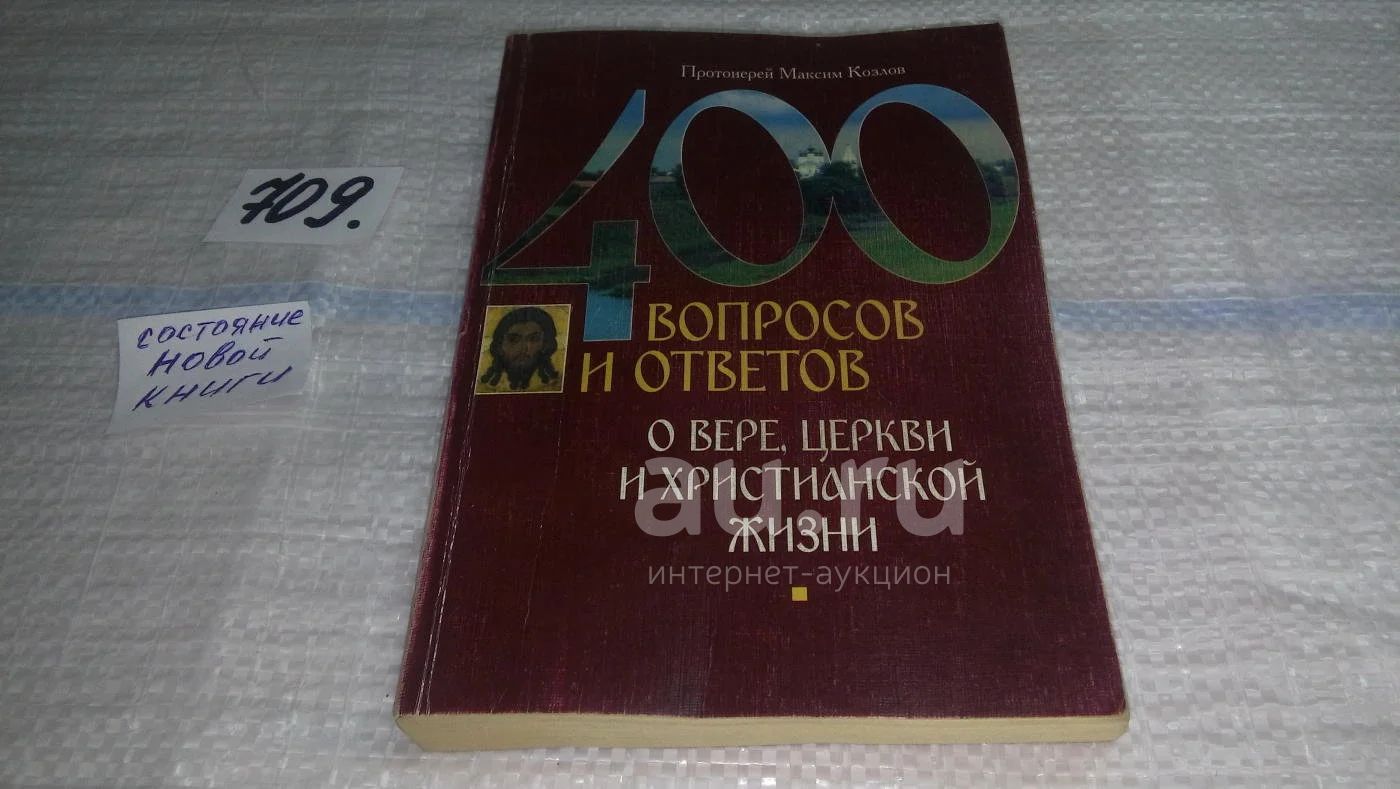 Протоиерей Максим Козлов
400
ВОПРОСОВ
И ОТВЕТОВ
О ВЕРЕ, ЦЕРКВИ
И ХРИСТИАНСКОЙ
ЖИЗНИ
709.
состояние
новой
книги
au.ru
интернет-аукцион